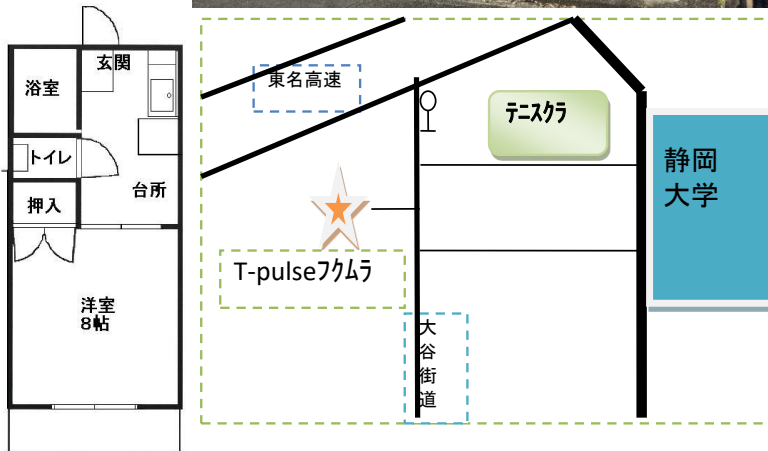 玄関
浴室
トイレ
台所
押入
洋室
8帖
東名高速
テニスクラ
静岡
大学
T-pulseフクムラ
大
谷
街
道